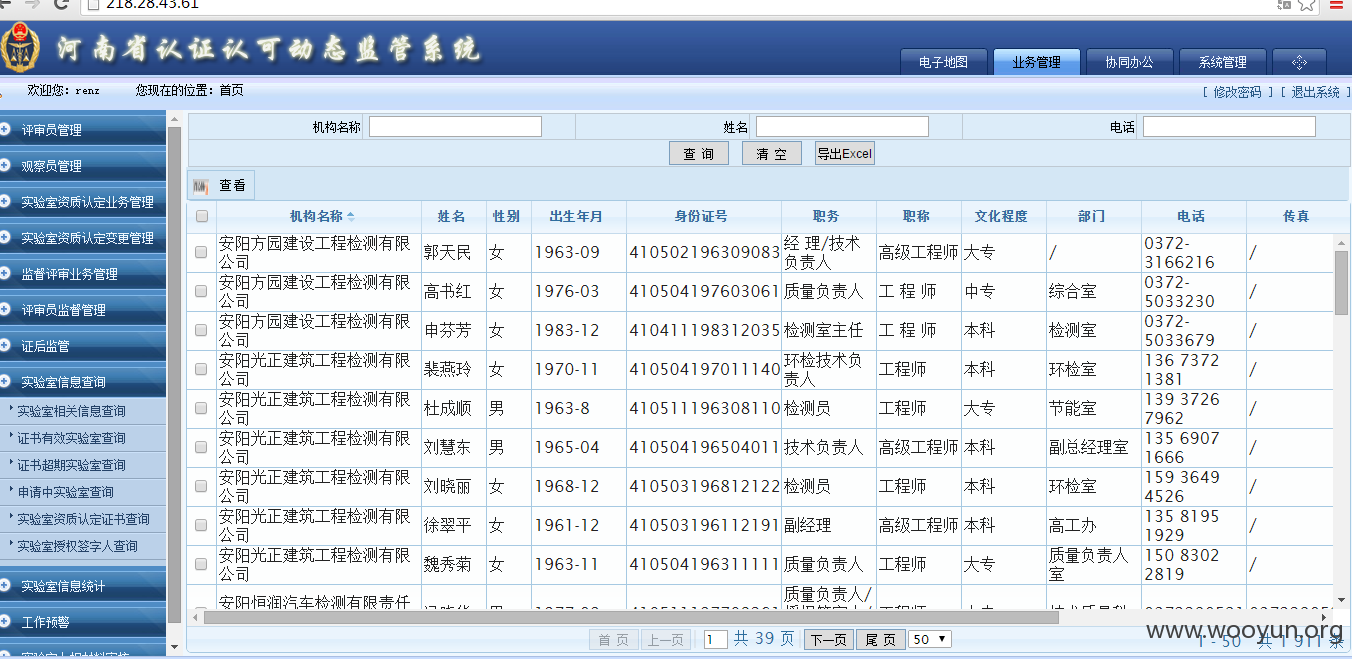 218.28.43.61
河南省认证认可动态监管系统
电子地图 业务管理 协同办公 系统管理
欢迎您：renz 您现在的位置：首页 [ 修改密码 ] [ 退出系统 ]
评审员管理
观察员管理
实验室资质认定业务管理
实验室资质认定变更管理
监督评审业务管理
评审员监督管理
证后监管
实验室信息查询
实验室相关信息查询
证书有效实验室查询
证书超期实验室查询
申请中实验室查询
实验室资质认定证书查询
实验室授权签字人查询
实验室信息统计
工作预警
机构名称 姓名 电话
查 询 清 空 导出Excel
查看
机构名称 姓名 性别 出生年月 身份证号 职务 职称 文化程度 部门 电话 传真
安阳方园建设工程检测有限公司 郭天民 女 1963-09 410502196309083 经 理/技术负责人 高级工程师 大专 / 0372-3166216 /
安阳方园建设工程检测有限公司 高书红 女 1976-03 410504197603061 质量负责人 工 程 师 中专 综合室 0372-5033230 /
安阳方园建设工程检测有限公司 申芬芳 女 1983-12 410411198312035 检测室主任 工 程 师 本科 检测室 0372-5033679 /
安阳光正建筑工程检测有限公司 裴燕玲 女 1970-11 410504197011140 环检技术负责人 工程师 本科 环检室 136 7372 1381 /
安阳光正建筑工程检测有限公司 杜成顺 男 1963-8 410511196308110 检测员 工程师 大专 节能室 139 3726 7962 /
安阳光正建筑工程检测有限公司 刘慧东 男 1965-04 410504196504011 技术负责人 高级工程师 本科 副总经理室 135 6907 1666 /
安阳光正建筑工程检测有限公司 刘晓丽 女 1968-12 410503196812122 检测员 工程师 本科 环检室 159 3649 4526 /
安阳光正建筑工程检测有限公司 徐翠平 女 1961-12 410503196112191 副经理 高级工程师 本科 高工办 135 8195 1929 /
安阳光正建筑工程检测有限公司 魏秀菊 女 1963-11 410504196311111 质量负责人 工程师 大专 质量负责人室 150 8302 2819 /
安阳恒润汽车检测有限责任 质量负责人/
首 页 上一页 1 共 39 页 下一页 尾 页 50
1 - 50 共 1911 条
www.wooyun.org